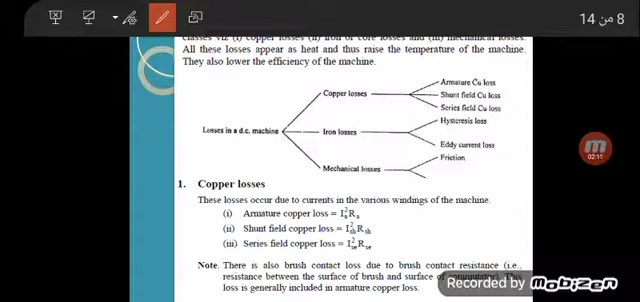 8 من 14
classes viz (i) copper losses (ii) iron or core losses and (iii) mechanical losses.
All these losses appear as heat and thus raise the temperature of the machine.
They also lower the efficiency of the machine.
Armature Cu loss
Copper losses
Shunt field Cu loss
Series field Cu loss
Hysteresis loss
Losses in a d.c. machine
Iron losses
Eddy current loss
Friction
Mechanical losses
02:11
1. Copper losses
These losses occur due to currents in the various windings of the machine.
(i) Armature copper loss = I²ₐRₐ
(ii) Shunt field copper loss = I²shRsh
(iii) Series field copper loss = I²seRse
Note. There is also brush contact loss due to brush contact resistance (i.e.,
resistance between the surface of brush and surface of
loss is generally included in armature copper loss.
Recorded by mobizen